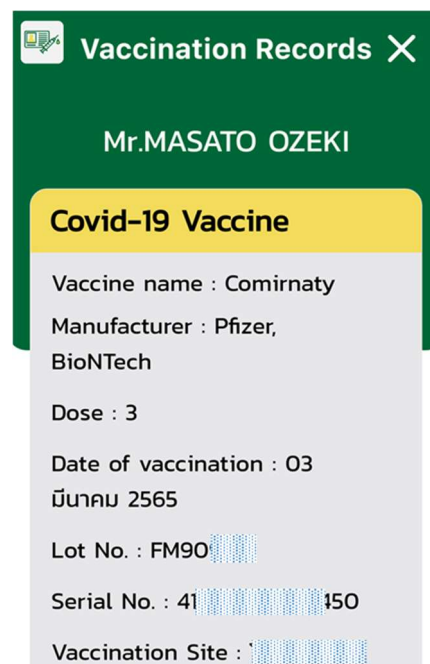 Vaccination Records
Mr.MASATO OZEKI
Covid-19 Vaccine
Vaccine name : Comirnaty
Manufacturer : Pfizer,
BioNTech
Dose : 3
Date of vaccination : 03
มีนาคม 2565
Lot No. : FM90
Serial No. : 41 450
Vaccination Site :